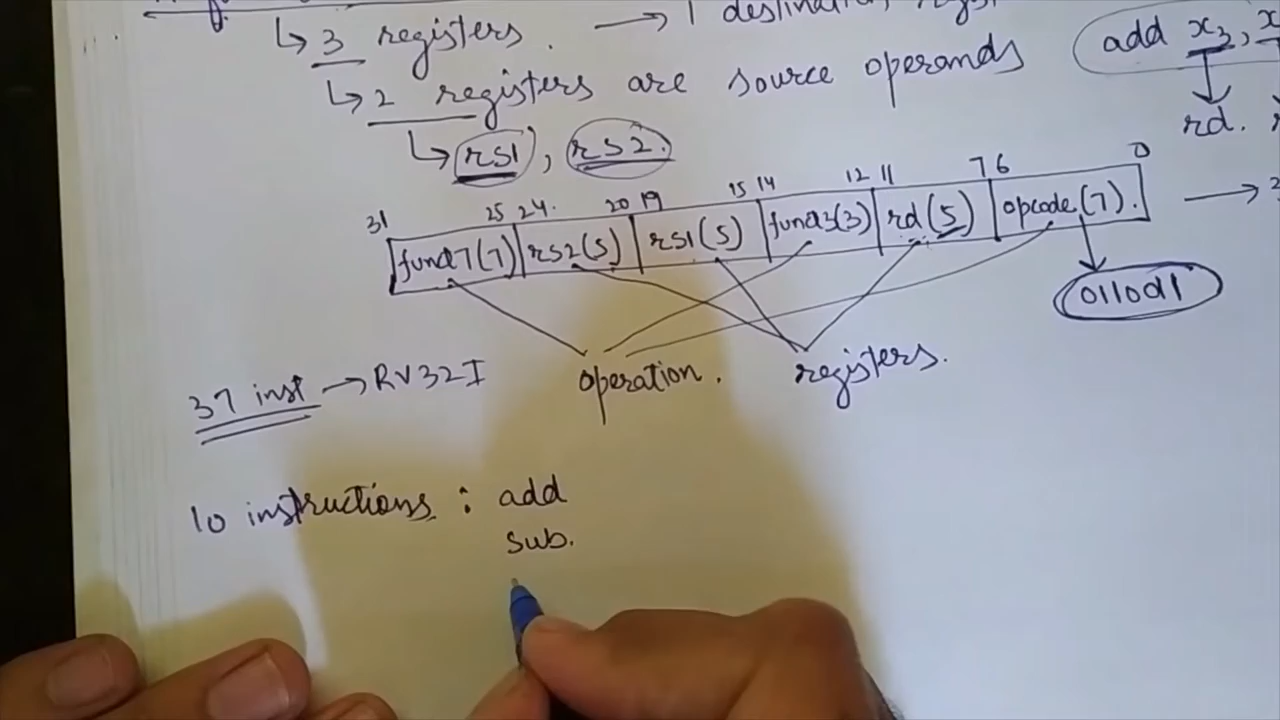 ↳ 3 registers. → 1 destination
↳ 2 registers are source operands
add x3, x
↳ rs1, rs2.
rd.
31 25 24. 20 19 15 14 12 11 7 6 0
funct7(7) rs2(5) rs1(5) funct3(3) rd(5) opcode(7). →
0110011
37 inst → RV32I
operation.
registers.
10 instructions : add
sub.